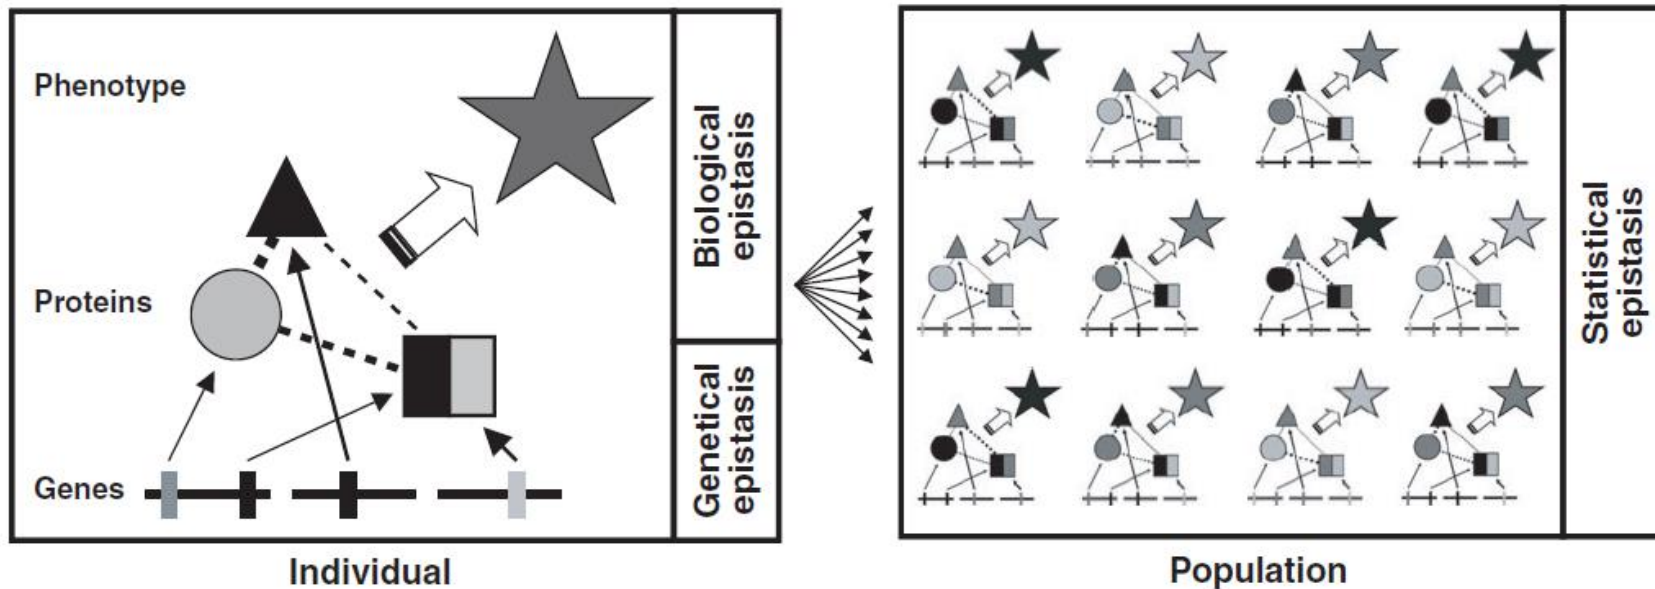 Phenotype
Proteins
Genes
Biological
epistasis
Genetical
epistasis
Individual
Statistical
epistasis
Population